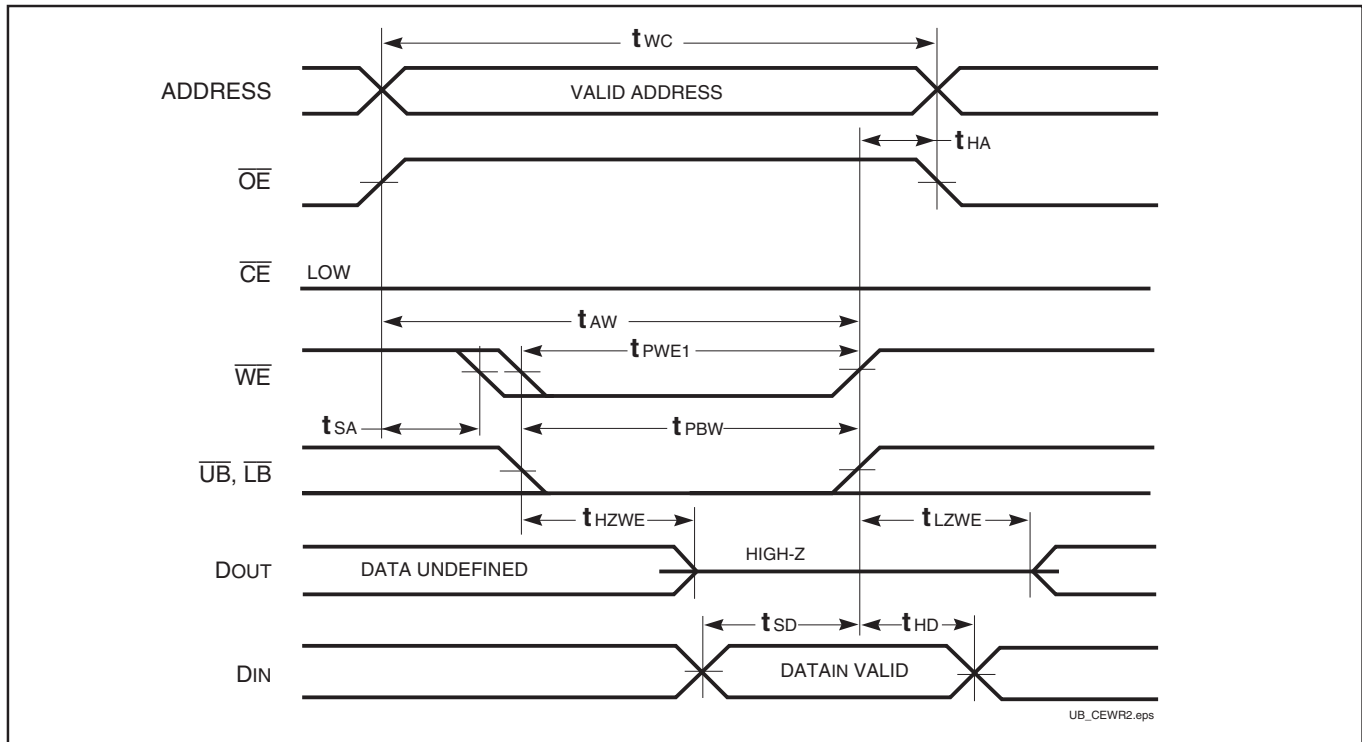 tWC
ADDRESS
VALID ADDRESS
tHA
OE
CE
LOW
tAW
tPWE1
WE
tSA
tPBW
UB, LB
tHZWE
tLZWE
HIGH-Z
DOUT
DATA UNDEFINED
tSD
tHD
DIN
DATAIN VALID
UB_CEWR2.eps